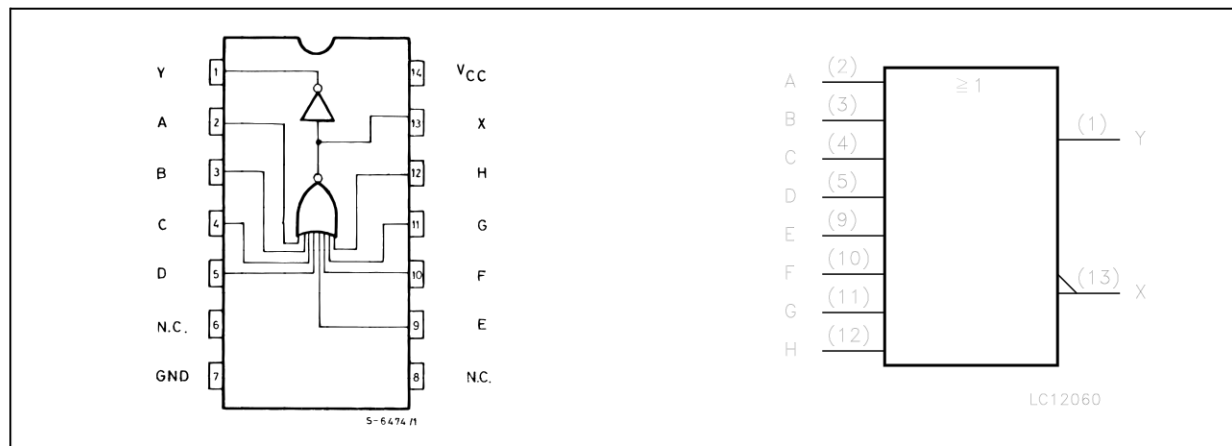 Y 1 14 VCC
A 2 13 X
B 3 12 H
C 4 11 G
D 5 10 F
N.C. 6 9 E
GND 7 8 N.C.
S-6474/1
≧1
A (2)
B (3)
C (4)
D (5)
E (9)
F (10)
G (11)
H (12)
(1) Y
(13) X
LC12060